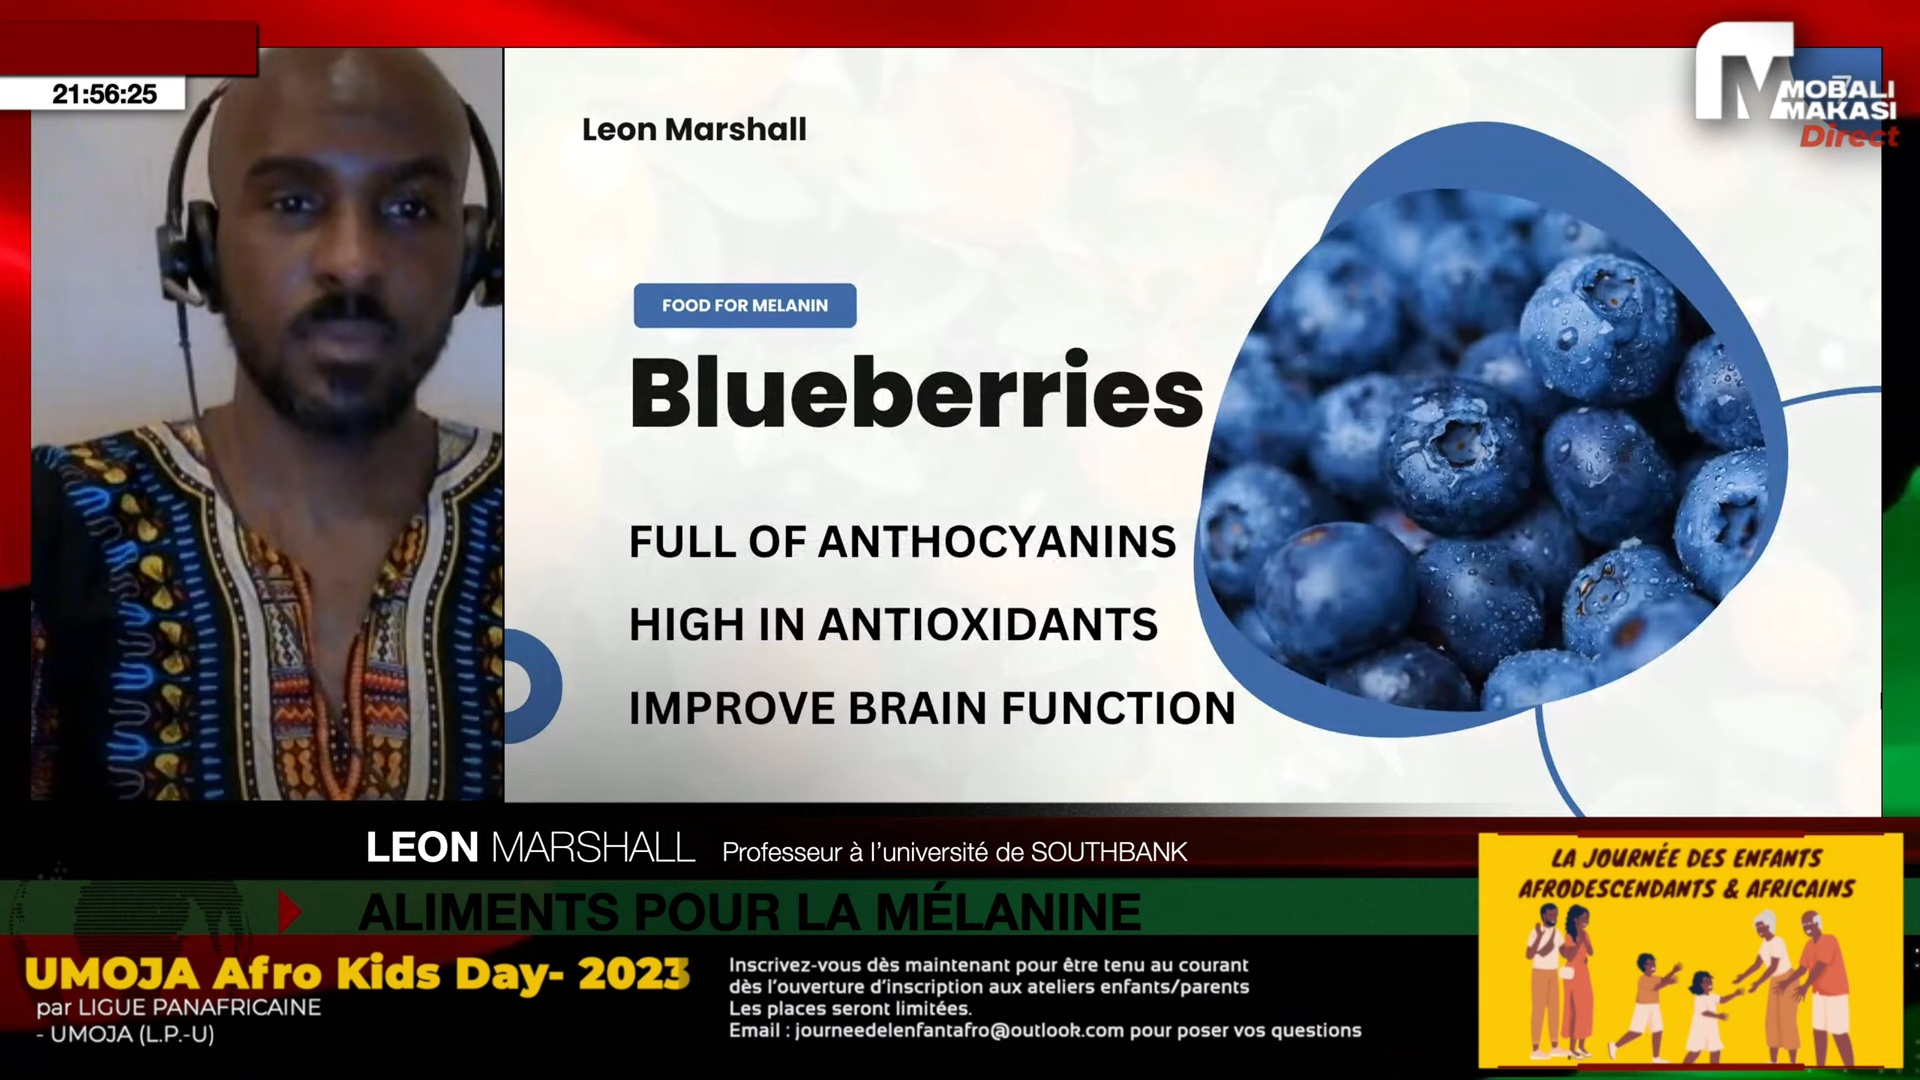 21:56:25
MOBALI
MAKASI
Direct
Leon Marshall
FOOD FOR MELANIN
Blueberries
FULL OF ANTHOCYANINS
HIGH IN ANTIOXIDANTS
IMPROVE BRAIN FUNCTION
LEON MARSHALL Professeur à l'université de SOUTHBANK
ALIMENTS POUR LA MÉLANINE
UMOJA Afro Kids Day- 2023
par LIGUE PANAFRICAINE
- UMOJA (L.P.-U)
Inscrivez-vous dès maintenant pour être tenu au courant
dès l'ouverture d'inscription aux ateliers enfants/parents
Les places seront limitées.
Email : journeedelenfantafro@outlook.com pour poser vos questions
LA JOURNÉE DES ENFANTS
AFRODESCENDANTS & AFRICAINS